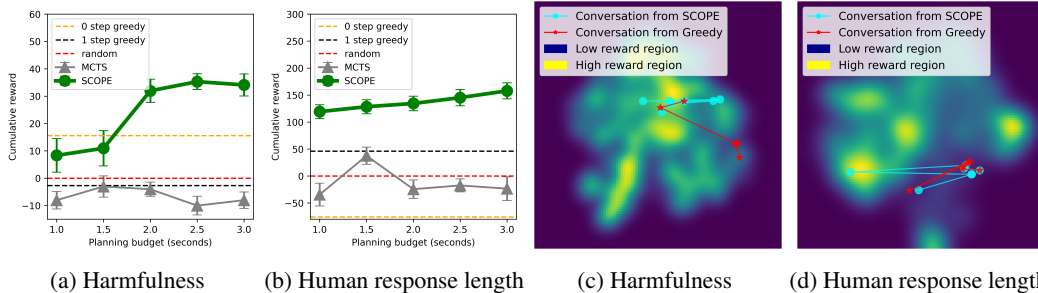 0 step greedy
1 step greedy
random
MCTS
SCOPE
Cumulative reward
60
50
40
30
20
10
0
−10
1.0 1.5 2.0 2.5 3.0
Planning budget (seconds)
(a) Harmfulness
0 step greedy
1 step greedy
random
MCTS
SCOPE
Cumulative reward
300
250
200
150
100
50
0
−50
1.0 1.5 2.0 2.5 3.0
Planning budget (seconds)
(b) Human response length
Conversation from SCOPE
Conversation from Greedy
Low reward region
High reward region
(c) Harmfulness
Conversation from SCOPE
Conversation from Greedy
Low reward region
High reward region
(d) Human response length